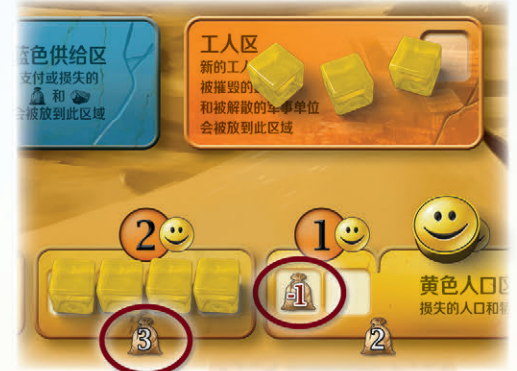 蓝色供给区
支付或损失的
和
会被放到此区域
工人区
新的工人
被摧毁的
和被解散的军事单位
会被放到此区域
2
1
-1
黄色人口区
损失的人口和
3
2